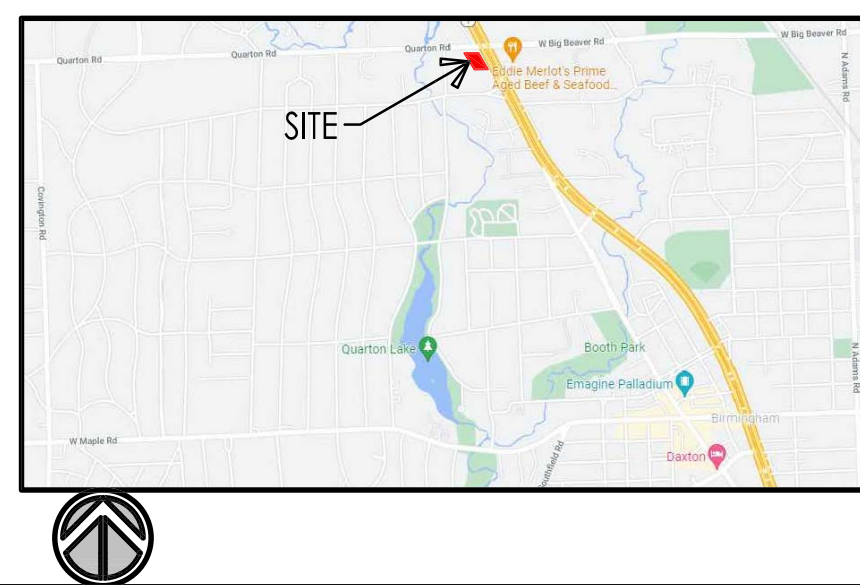 Quarton Rd
Quarton Rd
Quarton Rd
W Big Beaver Rd
W Big Beaver Rd
N Adams Rd
Eddie Merlot's Prime
Aged Beef & Seafood...
SITE
Covington Rd
Quarton Lake
Booth Park
Emagine Palladium
N Adams Rd
Birmingham
W Maple Rd
Southfield Rd
Daxton